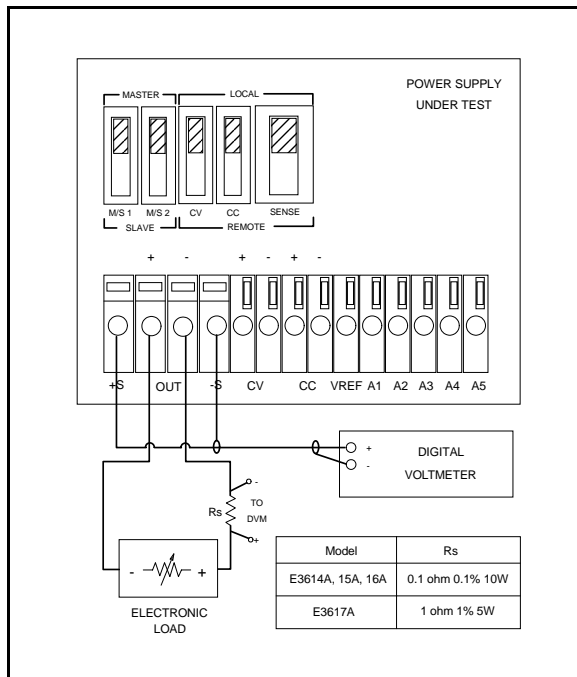 POWER SUPPLY
UNDER TEST
MASTER LOCAL
M/S 1 M/S 2 CV CC SENSE
SLAVE REMOTE
+ - + - + -
+S OUT -S CV CC VREF A1 A2 A3 A4 A5
+
-
DIGITAL
VOLTMETER
-
TO
DVM
+
Rs
- +
ELECTRONIC
LOAD
Model Rs
E3614A, 15A, 16A 0.1 ohm 0.1% 10W
E3617A 1 ohm 1% 5W